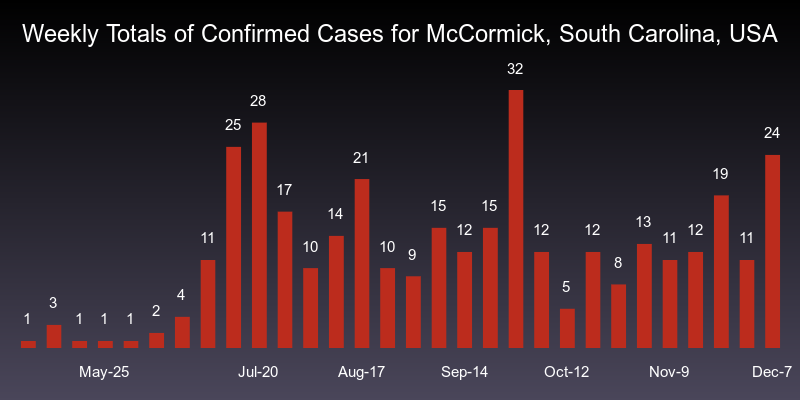 Weekly Totals of Confirmed Cases for McCormick, South Carolina, USA
1 3 1 1 1 2 4 11 25 28 17 10 14 21 10 9 15 12 15 32 12 5 12 8 13 11 12 19 11 24
May-25 Jul-20 Aug-17 Sep-14 Oct-12 Nov-9 Dec-7